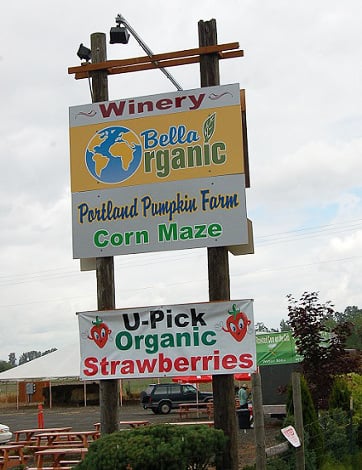 Winery
Bella
Organic
Portland Pumpkin Farm
Corn Maze
U-Pick
Organic
Strawberries